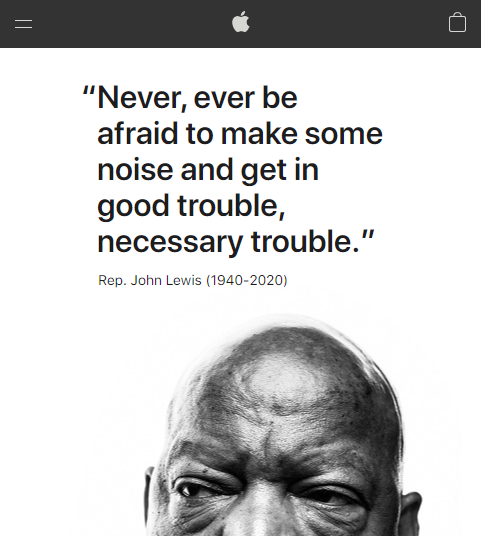 “Never, ever be
afraid to make some
noise and get in
good trouble,
necessary trouble.”
Rep. John Lewis (1940-2020)